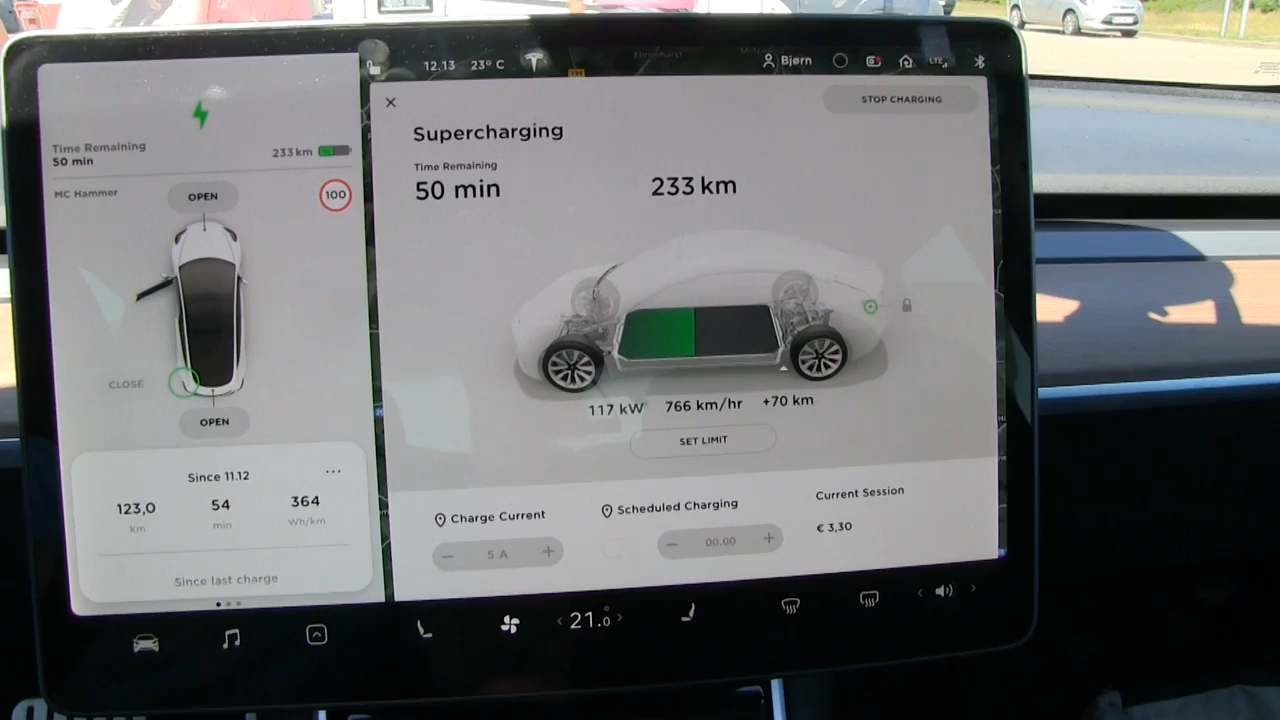 12.13 23° C Elmenhorst Bjørn LTE
Time Remaining
50 min
233 km
MC Hammer
OPEN
100
CLOSE
OPEN
Since 11.12
...
123,0 54 364
km min Wh/km
Since last charge
STOP CHARGING
Supercharging
Time Remaining
50 min 233 km
117 kW 766 km/hr +70 km
SET LIMIT
Charge Current
− 5 A +
Scheduled Charging
− 00.00 +
Current Session
€ 3,30
21.0